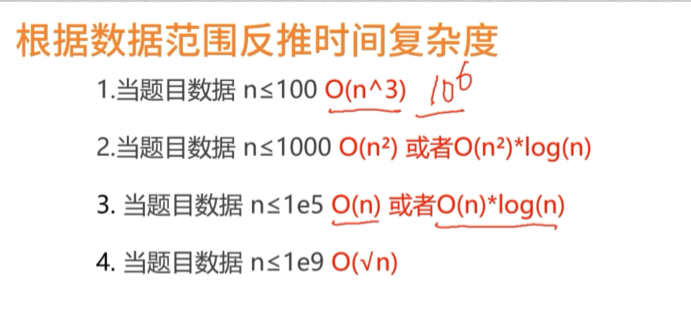 根据数据范围反推时间复杂度
1.当题目数据 n≤100 O(n^3) 10⁶
2.当题目数据 n≤1000 O(n²) 或者O(n²)*log(n)
3. 当题目数据 n≤1e5 O(n) 或者O(n)*log(n)
4. 当题目数据 n≤1e9 O(√n)